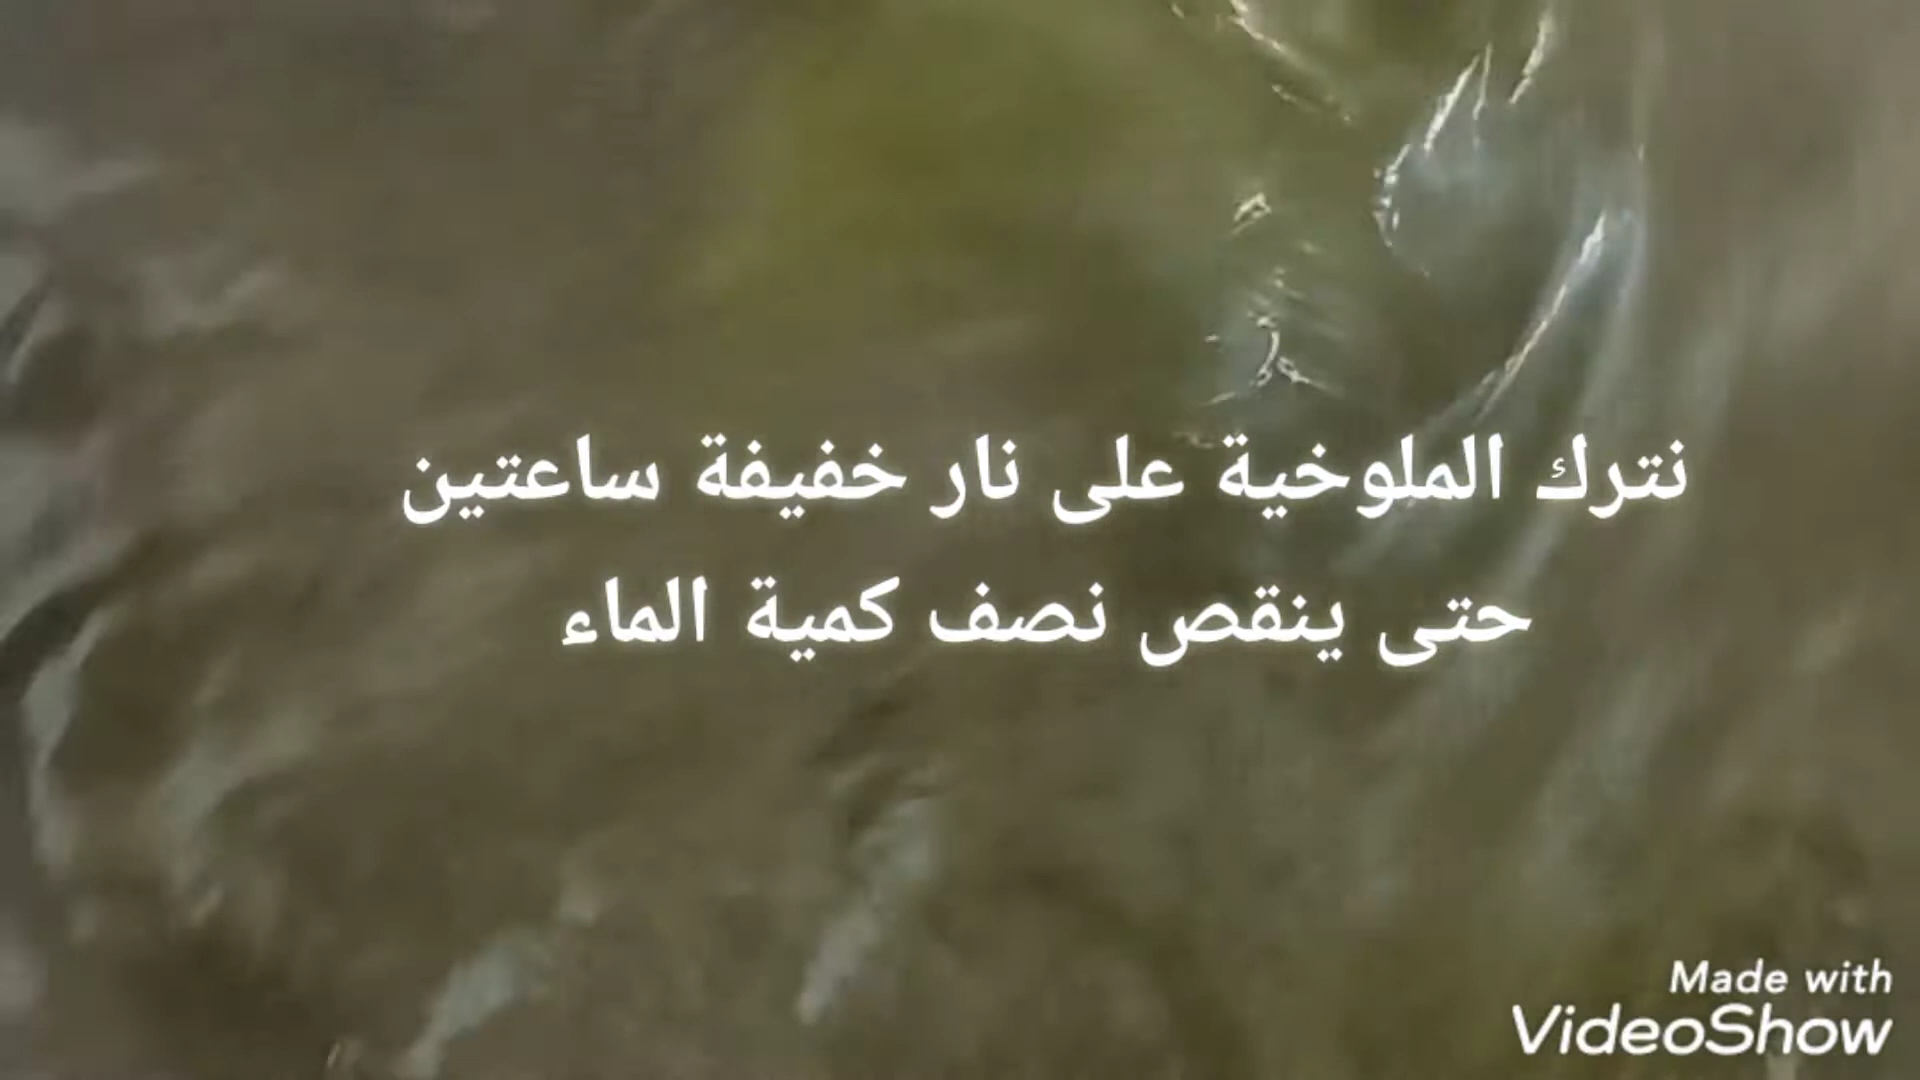 نترك الملوخية على نار خفيفة ساعتين
حتى ينقص نصف كمية الماء
Made with
VideoShow